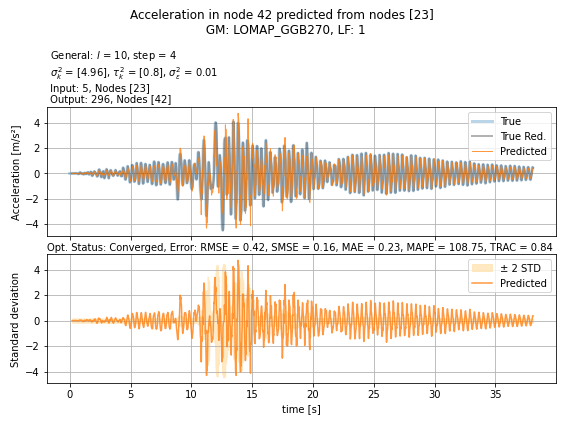 Acceleration in node 42 predicted from nodes [23]
GM: LOMAP_GGB270, LF: 1
General: l = 10, step = 4
σ²ₖ = [4.96], τ²ₖ = [0.8], σ²ε = 0.01
Input: 5, Nodes [23]
Output: 296, Nodes [42]
Acceleration [m/s²]
4
2
0
−2
−4
True
True Red.
Predicted
Opt. Status: Converged, Error: RMSE = 0.42, SMSE = 0.16, MAE = 0.23, MAPE = 108.75, TRAC = 0.84
Standard deviation
4
2
0
−2
−4
± 2 STD
Predicted
0 5 10 15 20 25 30 35
time [s]